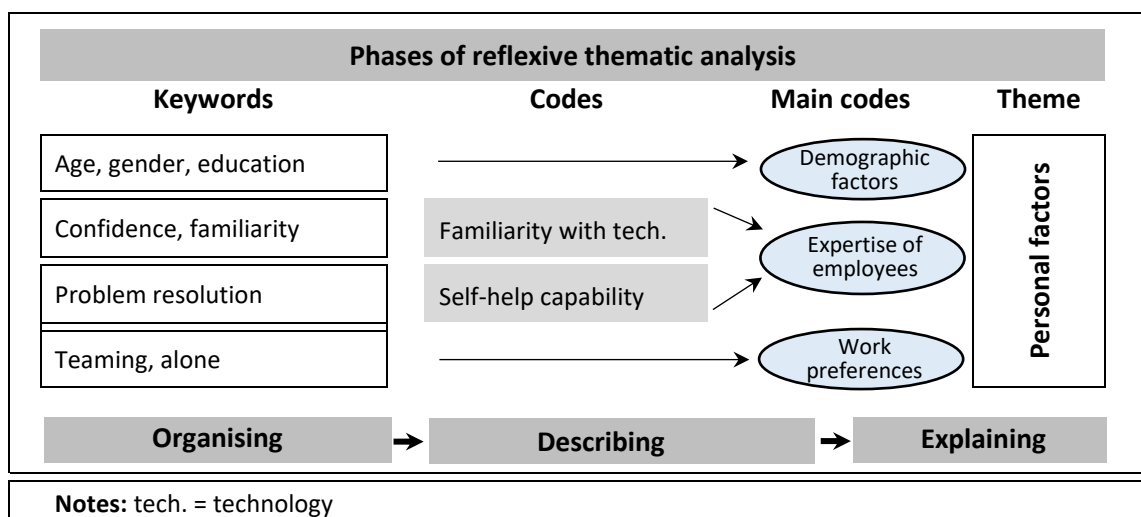 Phases of reflexive thematic analysis
Keywords Codes Main codes Theme
Age, gender, education
Demographic
factors
Confidence, familiarity
Familiarity with tech.
Expertise of
employees
Problem resolution
Self-help capability
Teaming, alone
Work
preferences
Personal factors
Organising Describing Explaining
Notes: tech. = technology